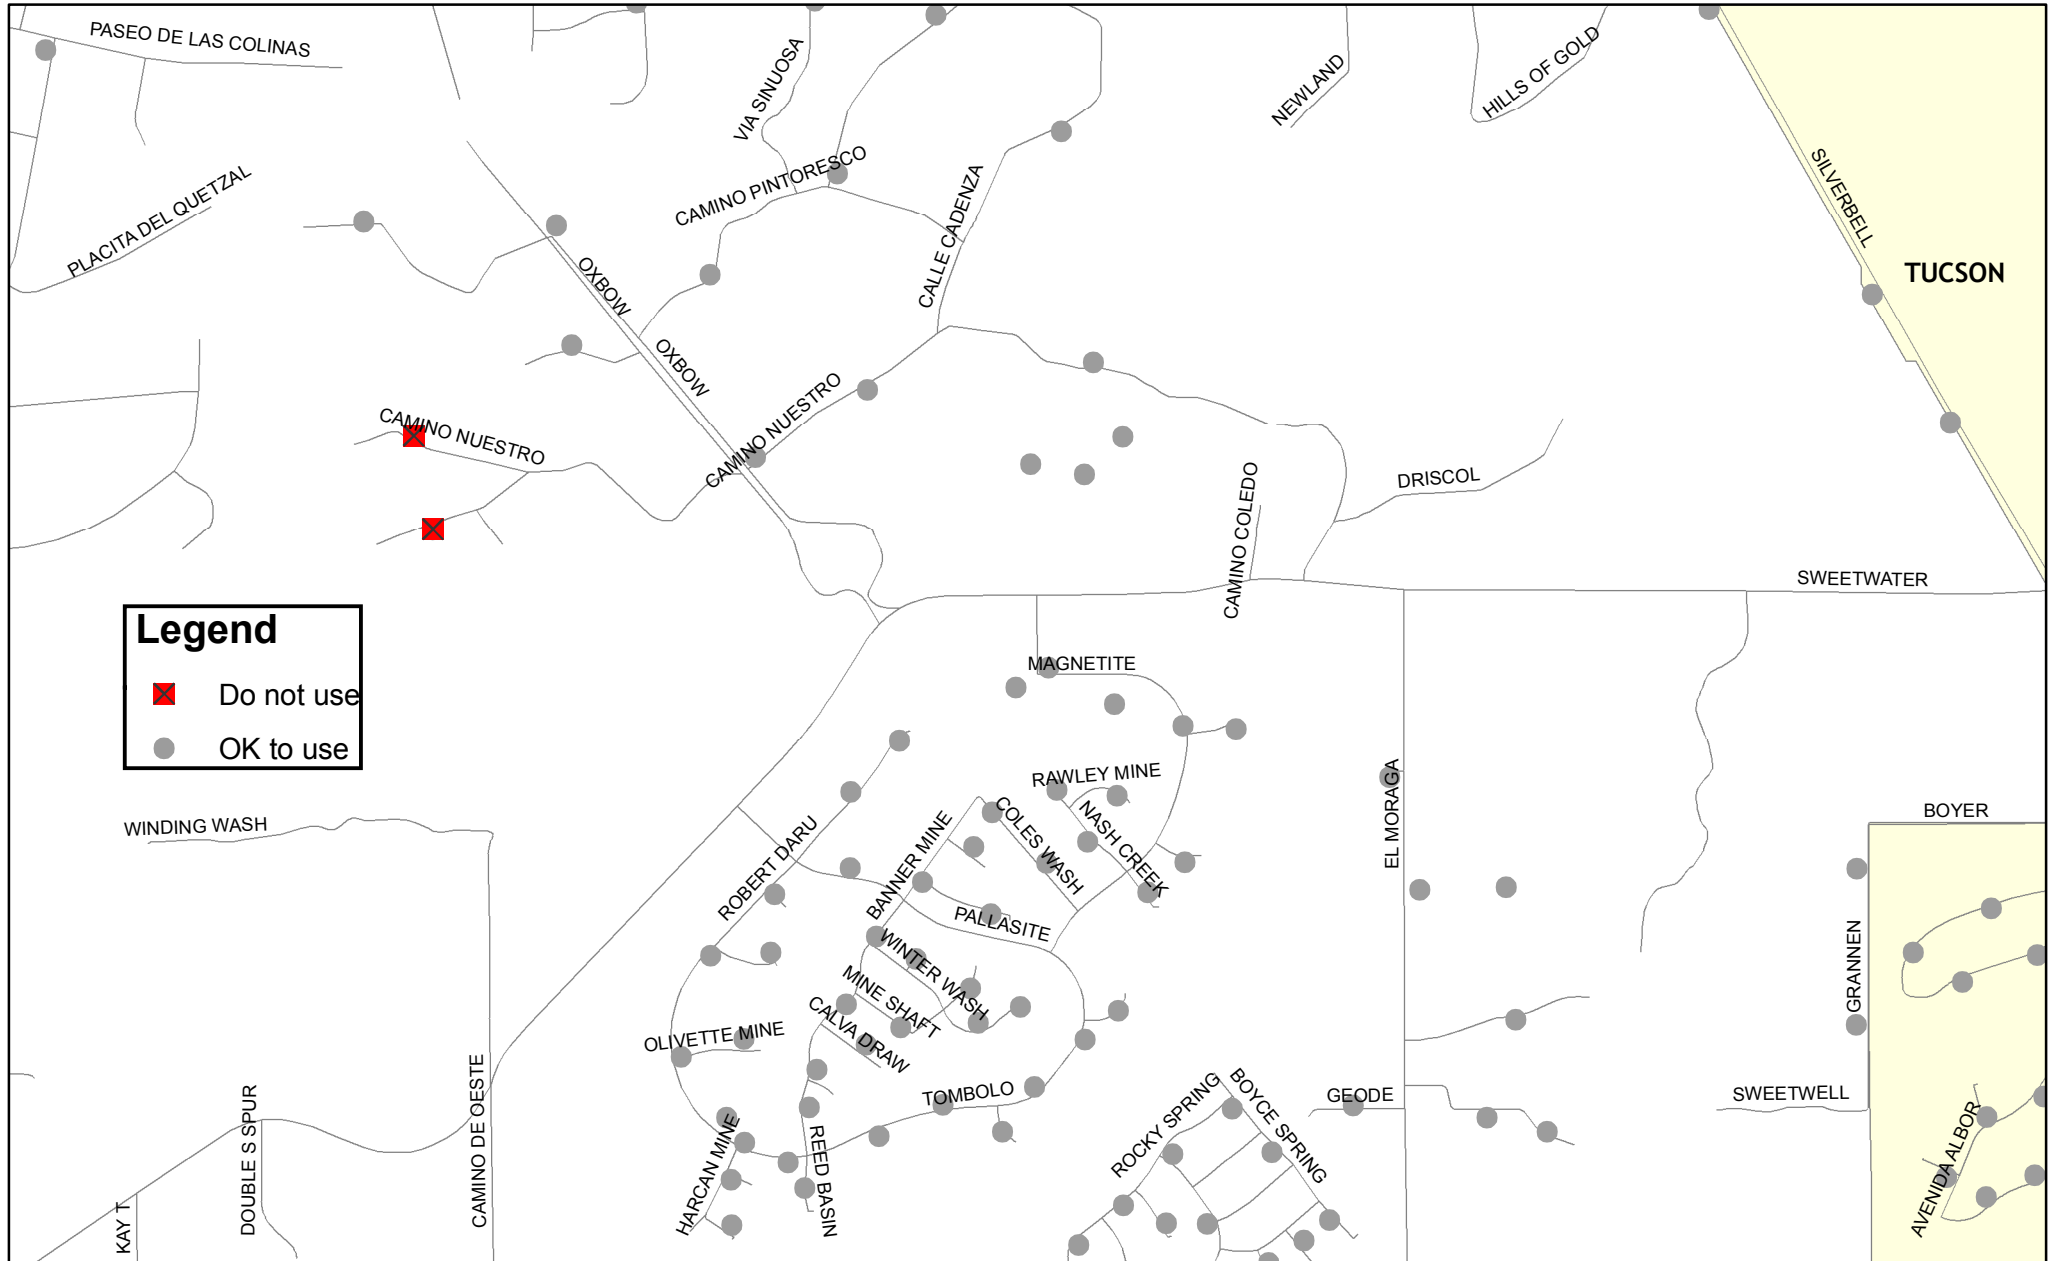 PASEO DE LAS COLINAS
VIA SINUOSA
NEWLAND
HILLS OF GOLD
PLACITA DEL QUETZAL
CAMINO PINTORESCO
CALLE CADENZA
SILVERBELL
TUCSON
OXBOW
OXBOW
CAMINO NUESTRO
CAMINO NUESTRO
CAMINO COLEDO
DRISCOL
SWEETWATER
Legend
Do not use
OK to use
MAGNETITE
RAWLEY MINE
EL MORAGA
BOYER
WINDING WASH
ROBERT DARU
BANNER MINE
COLES WASH
NASH CREEK
PALLASITE
WINTER WASH
MINE SHAFT
CALVA DRAW
OLIVETTE MINE
GRANNEN
TOMBOLO
GEODE
SWEETWELL
CAMINO DE OESTE
DOUBLE S SPUR
KAY T
HARCAN MINE
REED BASIN
ROCKY SPRING
BOYCE SPRING
AVENIDA ALBOR